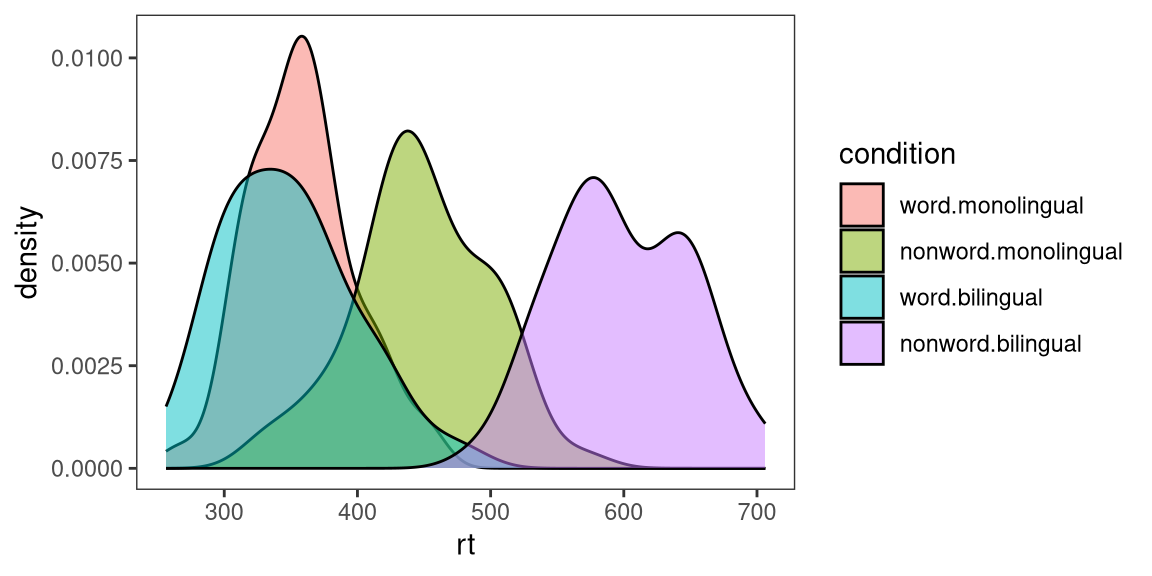 0.0100
0.0075
0.0050
0.0025
0.0000
density
300 400 500 600 700
rt
condition
word.monolingual
nonword.monolingual
word.bilingual
nonword.bilingual